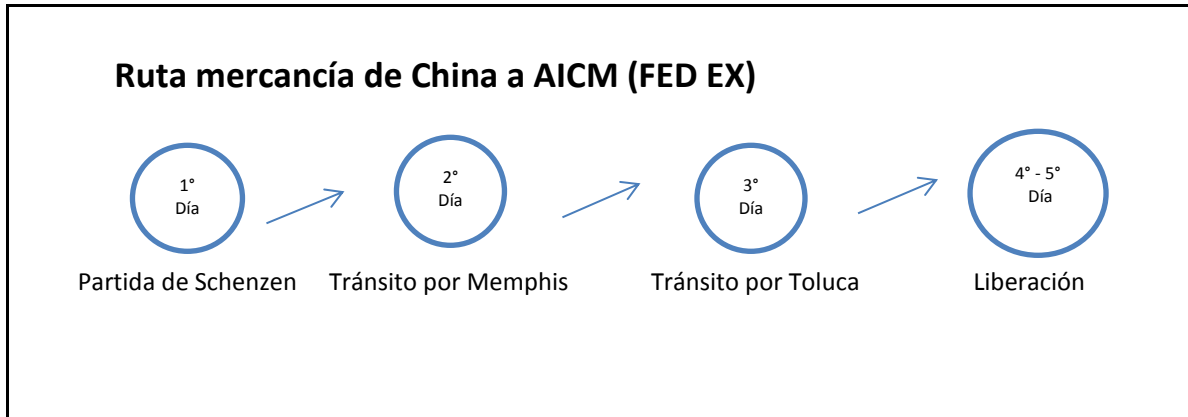 Ruta mercancía de China a AICM (FED EX)
1°
Día
2°
Día
3°
Día
4° - 5°
Día
Partida de Schenzen
Tránsito por Memphis
Tránsito por Toluca
Liberación